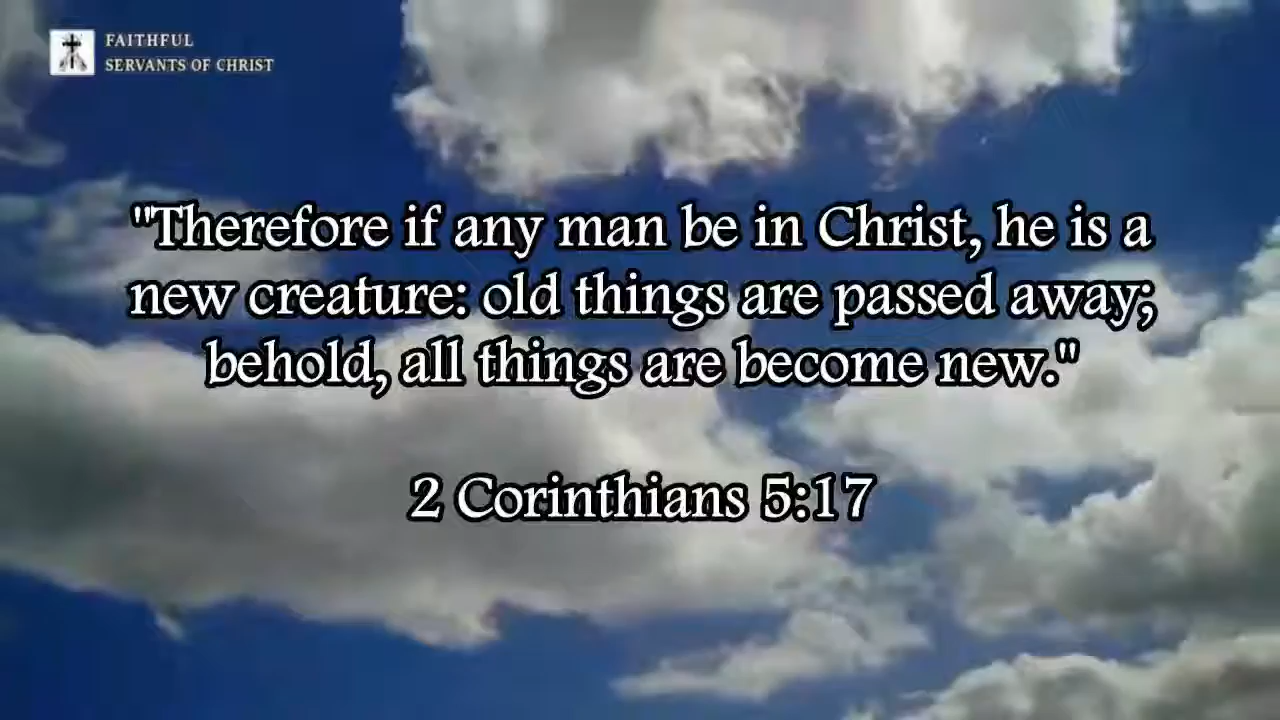 FAITHFUL
SERVANTS OF CHRIST
"Therefore if any man be in Christ, he is a
new creature: old things are passed away;
behold, all things are become new."
2 Corinthians 5:17